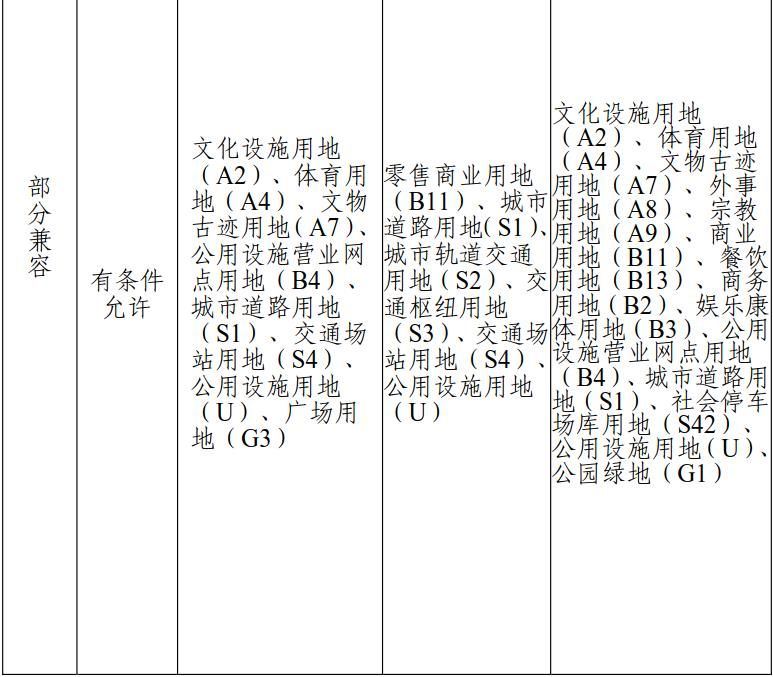 部
分
兼
容
有条件
允许
文化设施用地
（A2）、体育用
地（A4）、文物
古迹用地（A7）、
公用设施营业网
点用地（B4）、
城市道路用地
（S1）、交通场
站用地（S4）、
公用设施用地
（U）、广场用
地（G3）
零售商业用地
（B11）、城市
道路用地（S1）、
城市轨道交通
用地（S2）、交
通枢纽用地
（S3）、交通场
站用地（S4）、
公用设施用地
（U）
文化设施用地
（A2）、体育用地
（A4）、文物古迹
用地（A7）、外事
用地（A8）、宗教
用地（A9）、商业
用地（B11）、餐饮
用地（B13）、商务
用地（B2）、娱乐康
体用地（B3）、公用
设施营业网点用地
（B4）、城市道路用
地（S1）、社会停车
场库用地（S42）、
公用设施用地（U）、
公园绿地（G1）